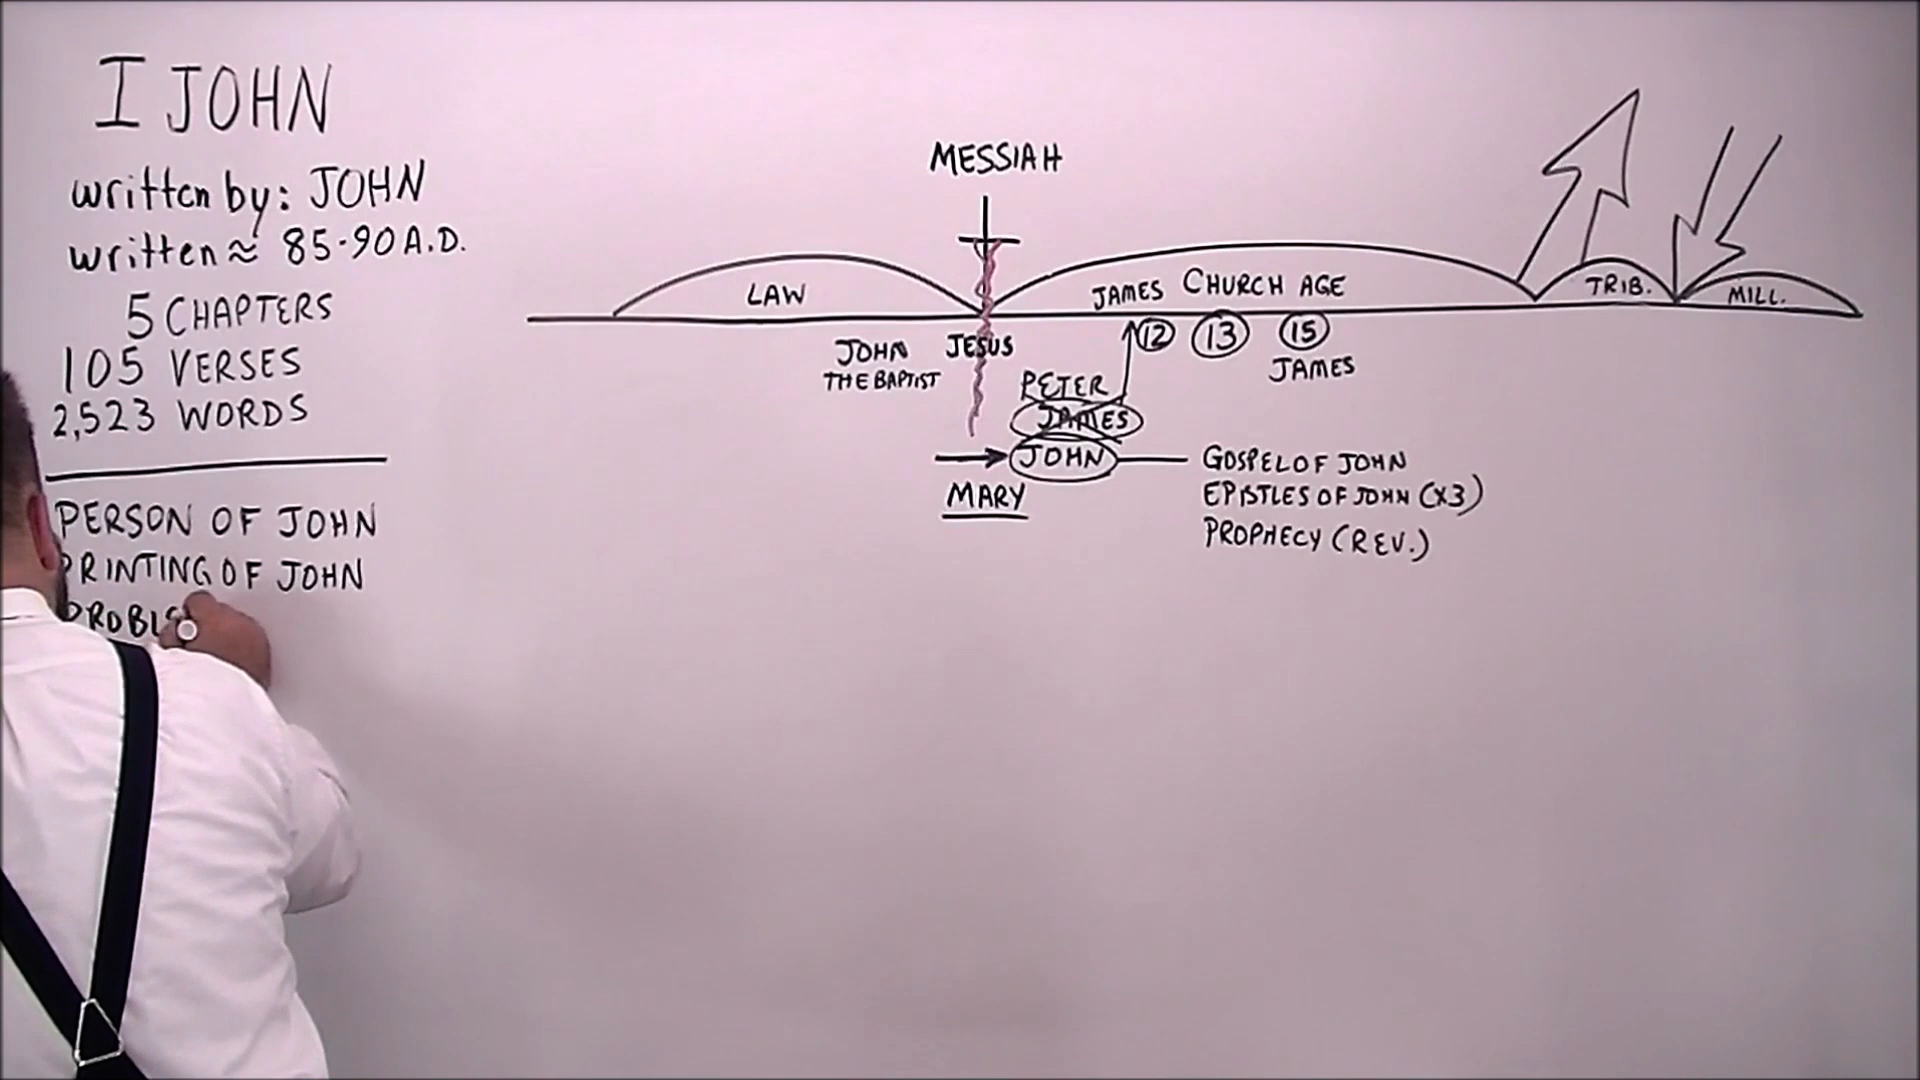 I JOHN
written by: JOHN
written ≈ 85-90 A.D.
5 CHAPTERS
105 VERSES
2,523 WORDS
PERSON OF JOHN
PRINTING OF JOHN
MESSIAH
LAW
JAMES CHURCH AGE
TRIB.
MILL.
JOHN
THE BAPTIST
JESUS
12 13 15
JAMES
PETER
JAMES
JOHN
MARY
GOSPEL OF JOHN
EPISTLES OF JOHN (X3)
PROPHECY (REV.)